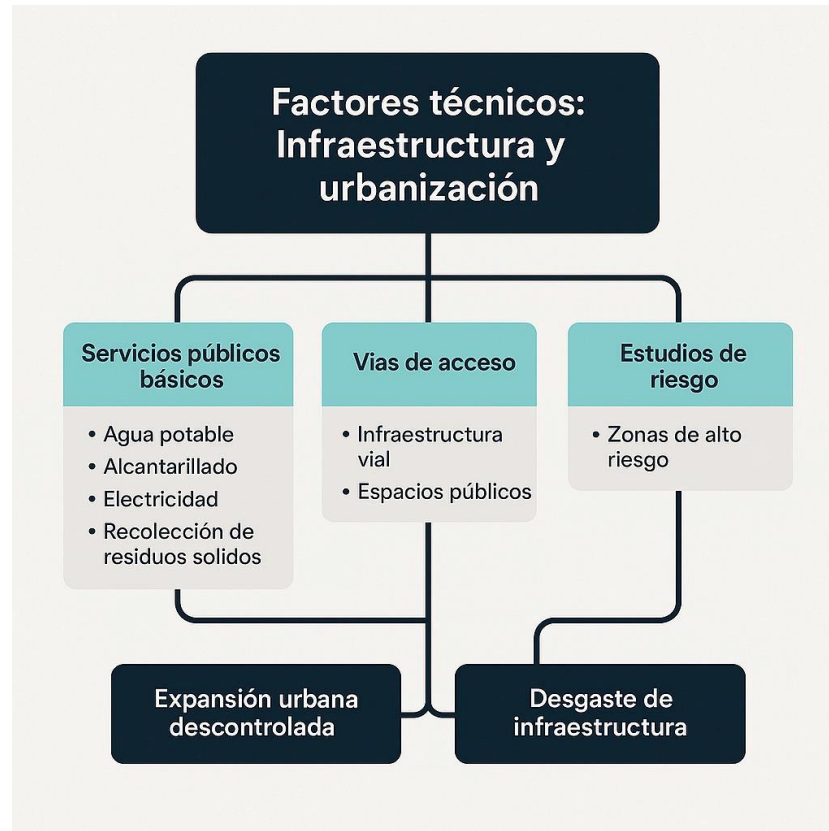 Factores técnicos:
Infraestructura y
urbanización
Servicios públicos
básicos
• Agua potable
• Alcantarillado
• Electricidad
• Recolección de
residuos solidos
Vias de acceso
• Infraestructura
vial
• Espacios públicos
Estudios de
riesgo
• Zonas de alto
riesgo
Expansión urbana
descontrolada
Desgaste de
infraestructura